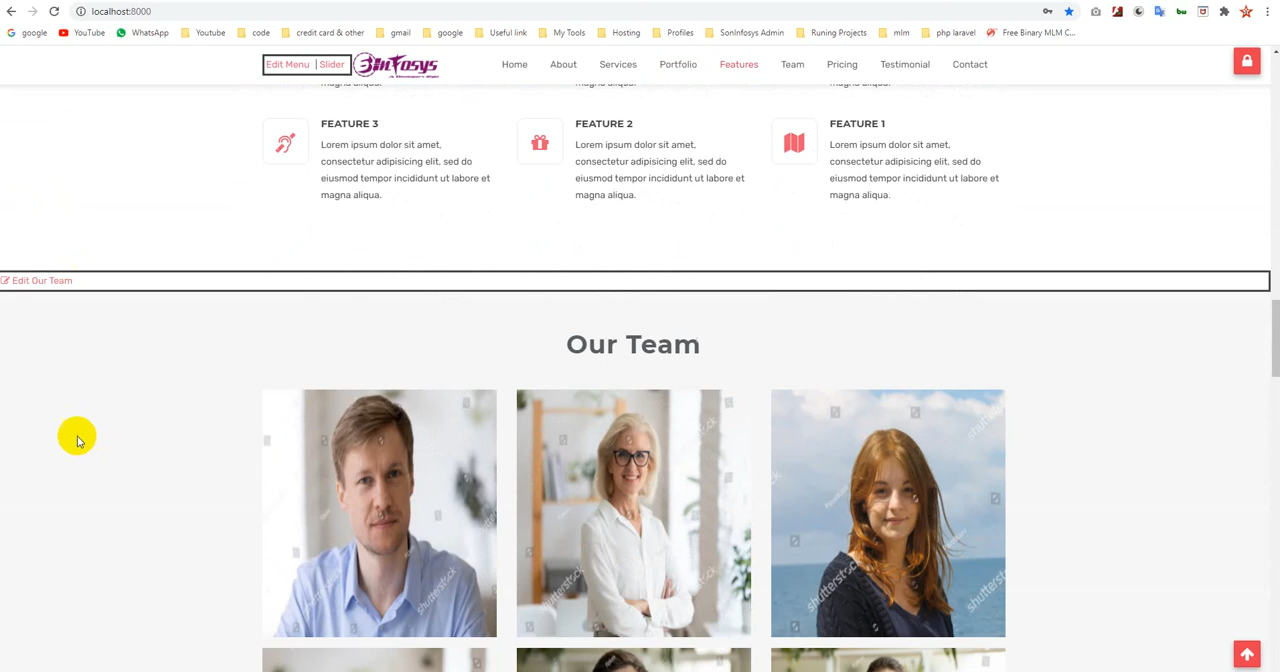 localhost:8000
google YouTube WhatsApp Youtube code credit card & other gmail google Useful link My Tools Hosting Profiles SonInfosys Admin Runing Projects mlm php laravel Free Binary MLM C...
Edit Menu | Slider Home About Services Portfolio Features Team Pricing Testimonial Contact
magna aliqua. magna aliqua. magna aliqua.
FEATURE 3
Lorem ipsum dolor sit amet,
consectetur adipisicing elit, sed do
eiusmod tempor incididunt ut labore et
magna aliqua.
FEATURE 2
Lorem ipsum dolor sit amet,
consectetur adipisicing elit, sed do
eiusmod tempor incididunt ut labore et
magna aliqua.
FEATURE 1
Lorem ipsum dolor sit amet,
consectetur adipisicing elit, sed do
eiusmod tempor incididunt ut labore et
magna aliqua.
Edit Our Team
Our Team
shutterstock
shutterstock
shutterstock